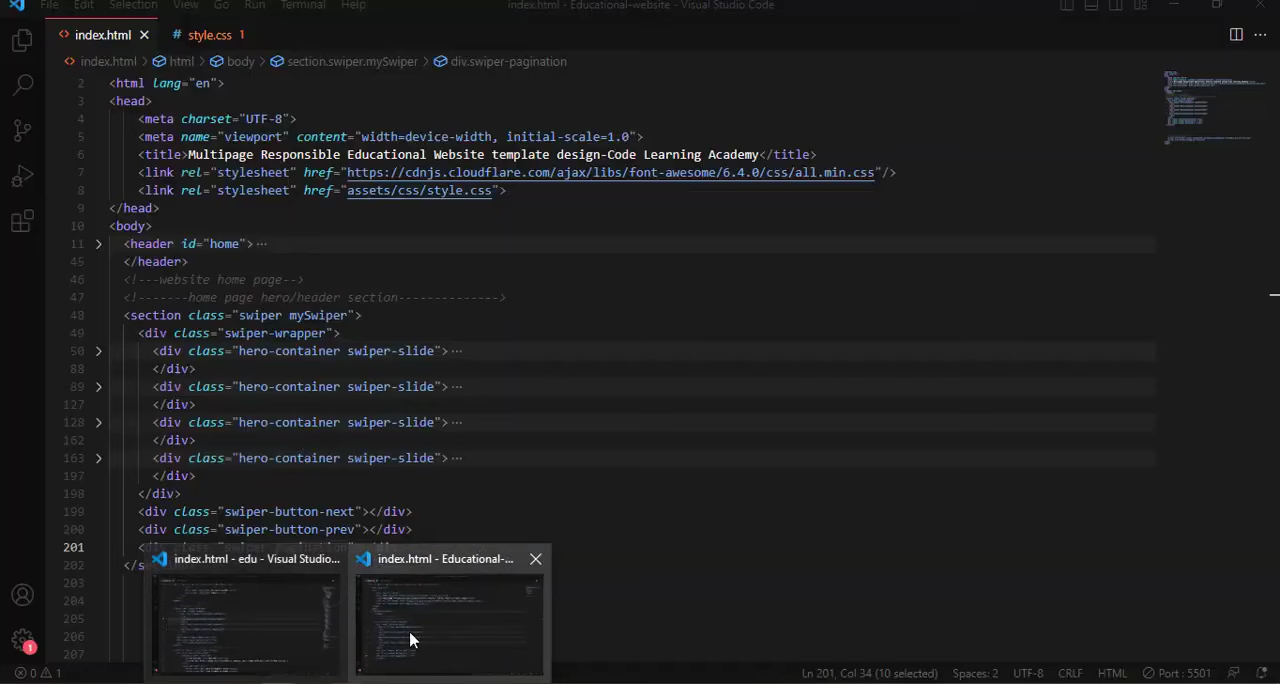 File Edit Selection View Go Run Terminal Help index.html - Educational-website - Visual Studio Code
index.html style.css 1
index.html html body section.swiper.mySwiper div.swiper-pagination
2 <html lang="en">
3 <head>
4 <meta charset="UTF-8">
5 <meta name="viewport" content="width=device-width, initial-scale=1.0">
6 <title>Multipage Responsible Educational Website template design-Code Learning Academy</title>
7 <link rel="stylesheet" href="https://cdnjs.cloudflare.com/ajax/libs/font-awesome/6.4.0/css/all.min.css"/>
8 <link rel="stylesheet" href="assets/css/style.css">
9 </head>
10 <body>
11 <header id="home"> ···
45 </header>
46 <!---website home page-->
47 <!-------home page hero/header section-------------->
48 <section class="swiper mySwiper">
49 <div class="swiper-wrapper">
50 <div class="hero-container swiper-slide"> ···
88 </div>
89 <div class="hero-container swiper-slide"> ···
127 </div>
128 <div class="hero-container swiper-slide"> ···
162 </div>
163 <div class="hero-container swiper-slide"> ···
197 </div>
198 </div>
199 <div class="swiper-button-next"></div>
200 <div class="swiper-button-prev"></div>
201
202 </s
203
204
205
206
207
index.html - edu - Visual Studio... index.html - Educational-...
1
0 1 Ln 201, Col 34 (10 selected) Spaces: 2 UTF-8 CRLF HTML Port : 5501